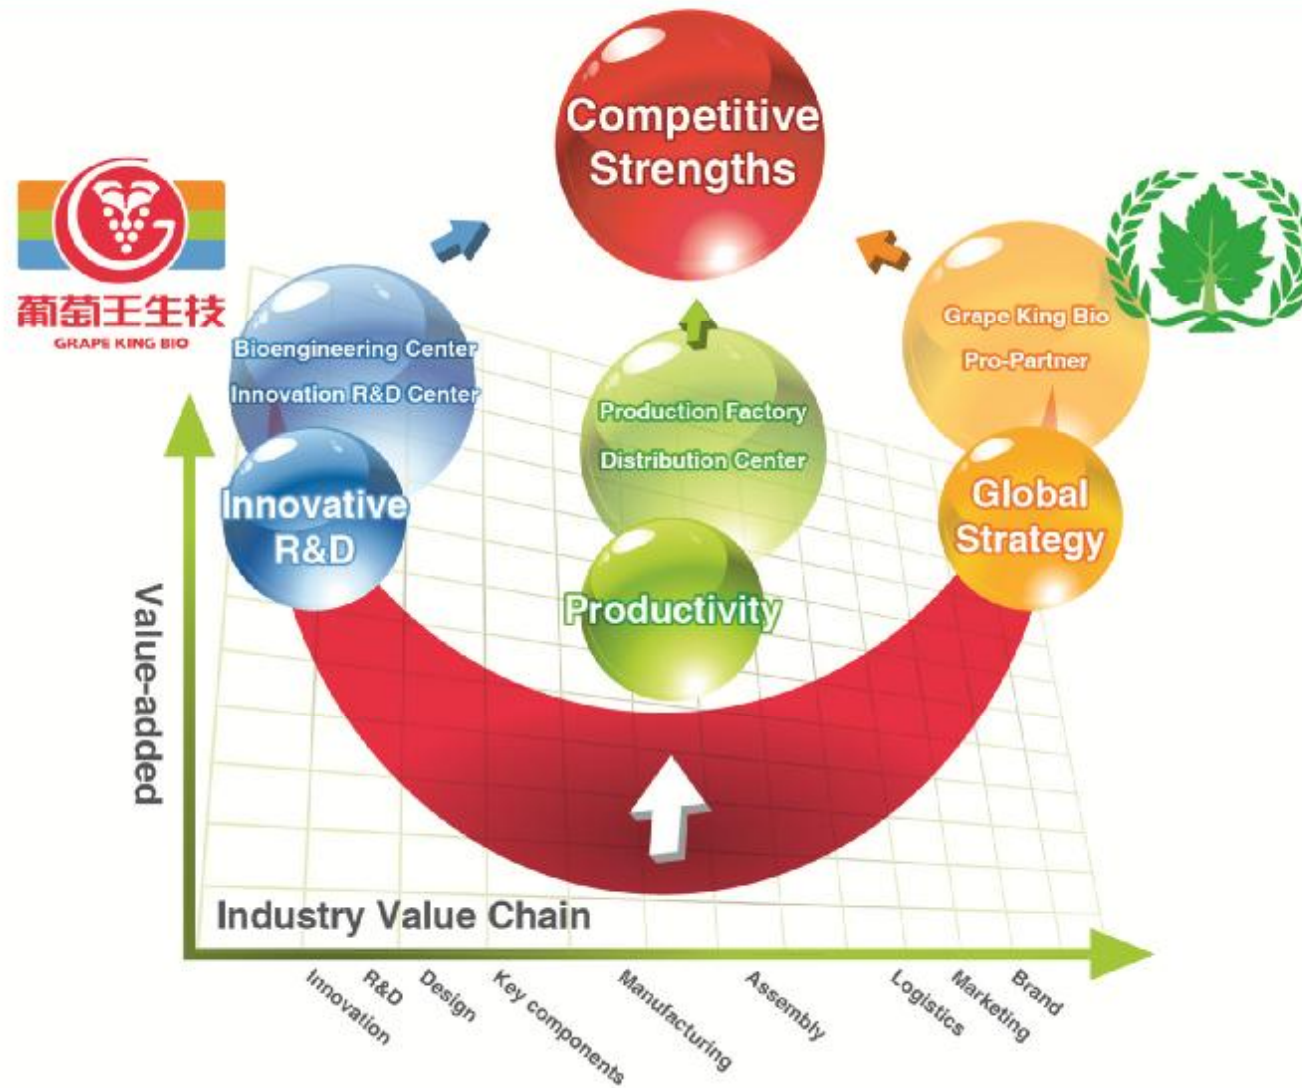 Competitive
Strengths
葡萄王生技
GRAPE KING BIO
Bioengineering Center
Innovation R&D Center
Innovative
R&D
Production Factory
Distribution Center
Productivity
Grape King Bio
Pro-Partner
Global
Strategy
Value-added
Industry Value Chain
Innovation
R&D
Design
Key components
Manufacturing
Assembly
Logistics
Marketing
Brand